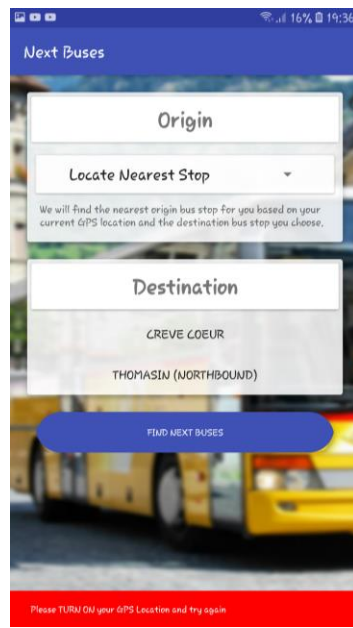 16% 19:36
Next Buses
Origin
Locate Nearest Stop
We will find the nearest origin bus stop for you based on your
current GPS location and the destination bus stop you choose.
Destination
CREVE COEUR
THOMASIN (NORTHBOUND)
FIND NEXT BUSES
Please TURN ON your GPS Location and try again